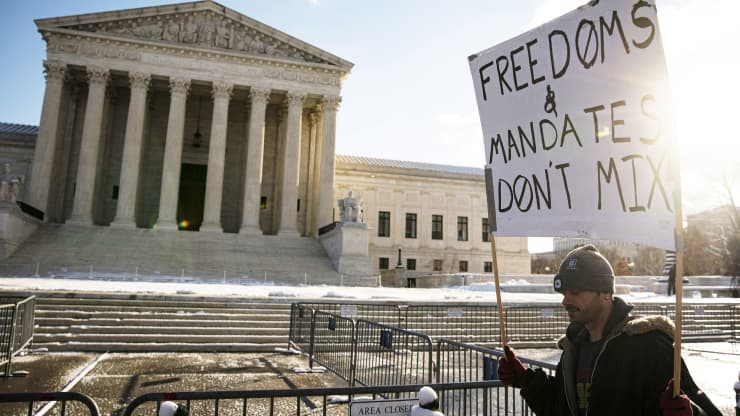 FREEDOMS
&
MANDATES
DON'T MIX
AREA CLOSED